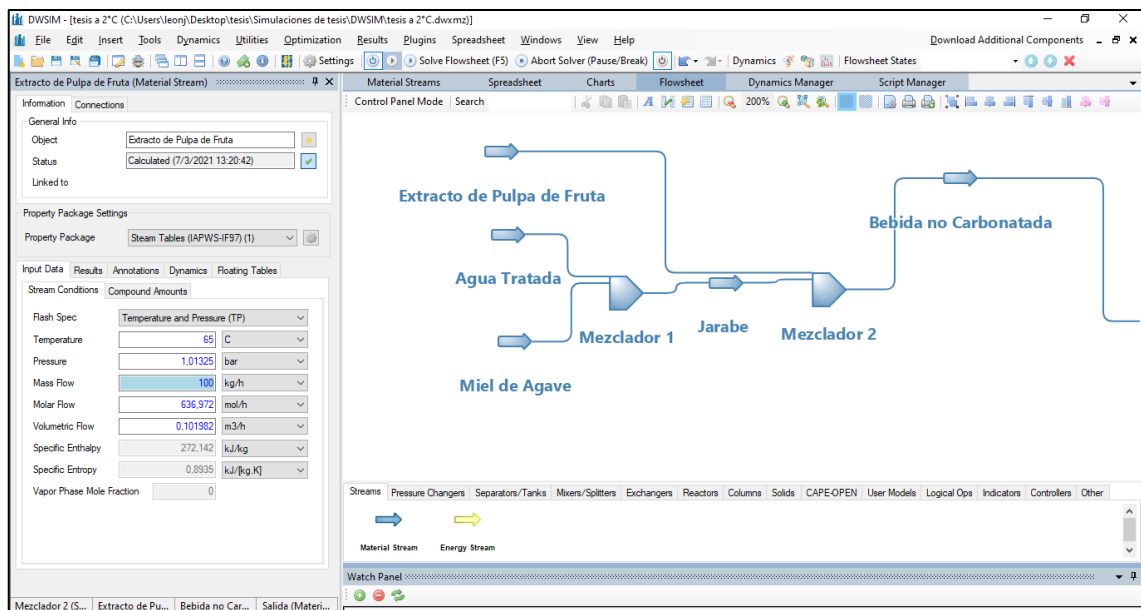 DWSIM - [tesis a 2°C (C:\Users\leonj\Desktop\tesis\Simulaciones de tesis\DWSIM\tesis a 2°C.dwxmz)]
File Edit Insert Tools Dynamics Utilities Optimization Results Plugins Spreadsheet Windows View Help Download Additional Components
Settings Solve Flowsheet (F5) Abort Solver (Pause/Break) Dynamics Flowsheet States
Extracto de Pulpa de Fruta (Material Stream)
Information Connections
General Info
Object Extracto de Pulpa de Fruta
Status Calculated (7/3/2021 13:20:42)
Linked to
Property Package Settings
Property Package Steam Tables (IAPWS-IF97) (1)
Input Data Results Annotations Dynamics Floating Tables
Stream Conditions Compound Amounts
Flash Spec Temperature and Pressure (TP)
Temperature 65 C
Pressure 1,01325 bar
Mass Flow 100 kg/h
Molar Flow 636,972 mol/h
Volumetric Flow 0,101982 m3/h
Specific Enthalpy 272,142 kJ/kg
Specific Entropy 0,8935 kJ/[kg.K]
Vapor Phase Mole Fraction 0
Mezclador 2 (S... Extracto de Pu... Bebida no Car... Salida (Materi...
Material Streams Spreadsheet Charts Flowsheet Dynamics Manager Script Manager
Control Panel Mode Search 200%
Extracto de Pulpa de Fruta
Bebida no Carbonatada
Agua Tratada
Mezclador 1
Jarabe
Mezclador 2
Miel de Agave
Streams Pressure Changers Separators/Tanks Mixers/Splitters Exchangers Reactors Columns Solids CAPE-OPEN User Models Logical Ops Indicators Controllers Other
Material Stream Energy Stream
Watch Panel